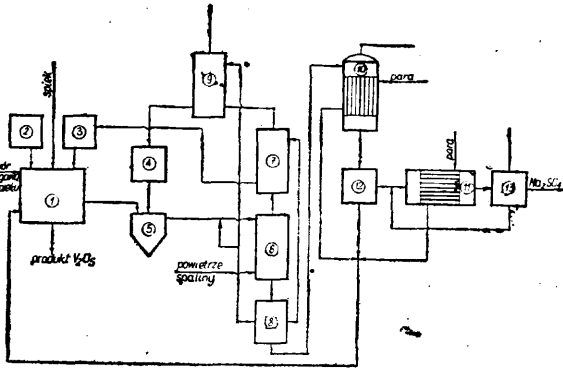 spiek
9
10
para
2
3
4
7
para
1
12
11
13
Na₂SO₄
5
6
powietrze
spaliny
produkt V₂O₅
8